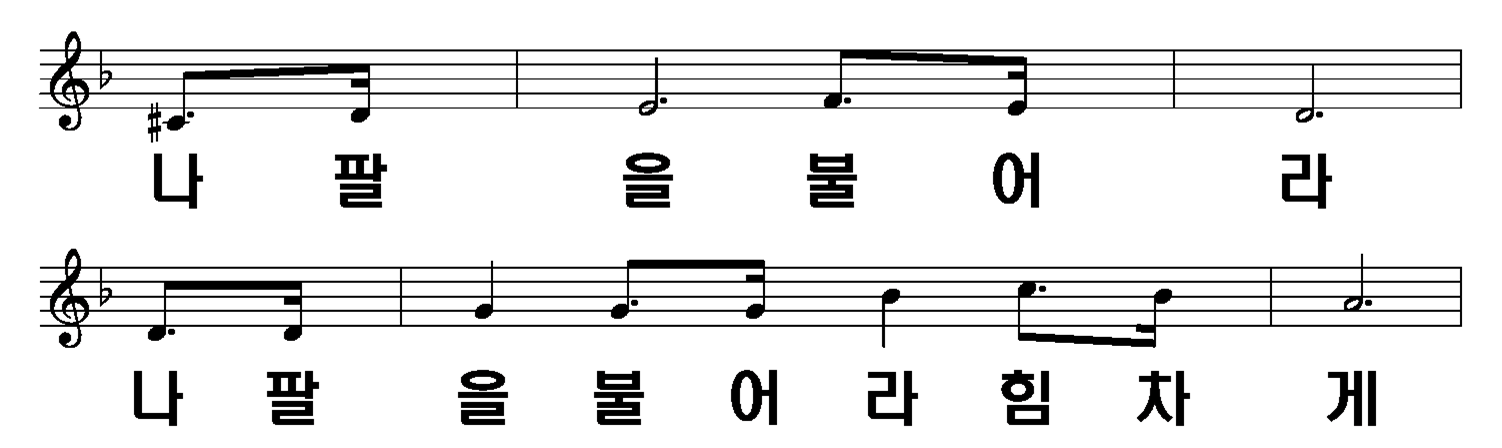 나 팔 을 불 어 라
나 팔 을 불 어 라 힘 차 게